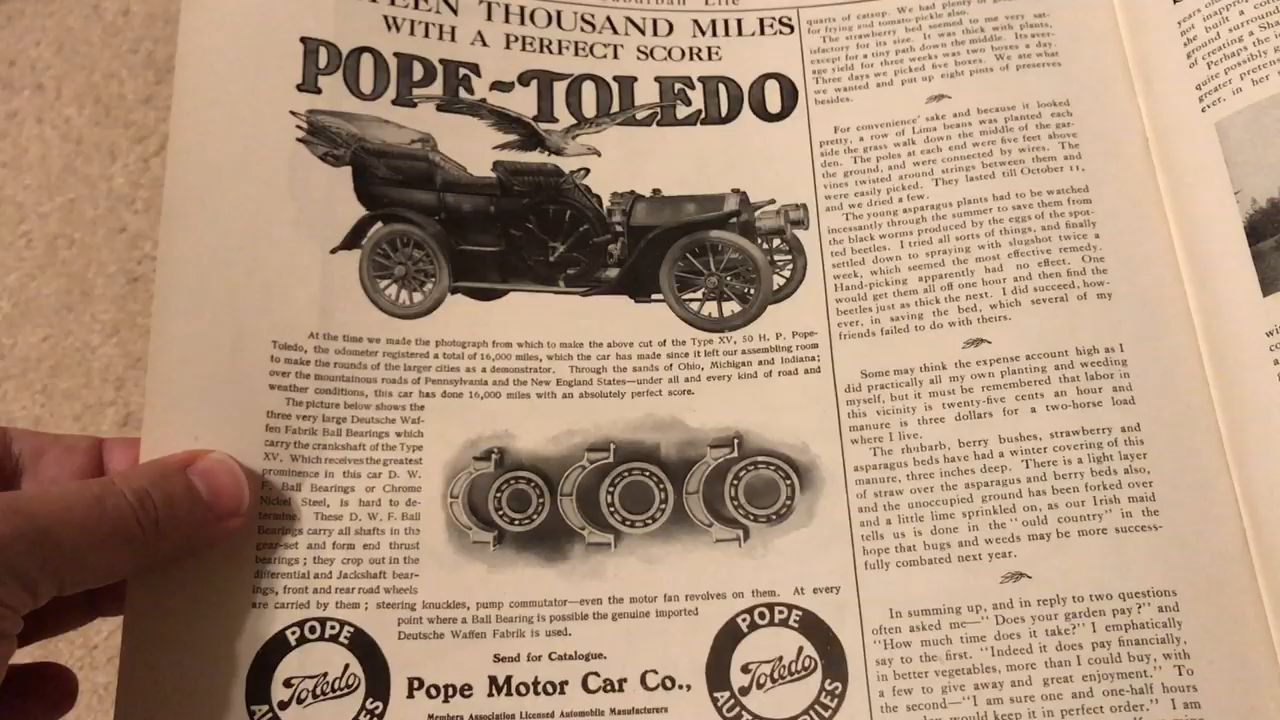 THOUSAND MILES
WITH A PERFECT SCORE
POPE-TOLEDO
At the time we made the photograph from which to make the above cut of the Type XV, 50 H. P. Pope-
Toledo, the odometer registered a total of 16,000 miles, which the car has made since it left our assembling room
to make the rounds of the larger cities as a demonstrator. Through the sands of Ohio, Michigan and Indiana;
over the mountainous roads of Pennsylvania and the New England States—under all and every kind of road and
weather conditions, this car has done 16,000 miles with an absolutely perfect score.
The picture below shows the
three very large Deutsche Waf-
fen Fabrik Ball Bearings which
carry the crankshaft of the Type
XV. Which receives the greatest
prominence in this car D. W.
F. Ball Bearings or Chrome
Nickel Steel, is hard to de-
termine. These D. W. F. Ball
Bearings carry all shafts in the
gear-set and form end thrust
bearings; they crop out in the
differential and Jackshaft bear-
ings, front and rear road wheels
are carried by them; steering knuckles, pump commutator—even the motor fan revolves on them. At every
point where a Ball Bearing is possible the genuine imported
Deutsche Waffen Fabrik is used.
Send for Catalogue.
Pope Motor Car Co.,
Members Association Licensed Automobile Manufacturers
POPE
Toledo
POPE
Toledo
quarts of catsup. We had plenty of
for frying and tomato-pickle also.
The strawberry bed seemed to me very sat-
isfactory for its size. It was thick with plants,
except for a tiny path down the middle. Its aver-
age yield for three weeks was two boxes a day.
Three days we picked five boxes. We ate what
we wanted and put up eight pints of preserves
besides.
For convenience' sake and because it looked
pretty, a row of Lima beans was planted each
side the grass walk down the middle of the gar-
den. The poles at each end were five feet above
the ground, and were connected by wires. The
vines twisted around strings between them and
were easily picked. They lasted till October 11,
and we dried a few.
The young asparagus plants had to be watched
incessantly through the summer to save them from
the black worms produced by the eggs of the spot-
ted beetles. I tried all sorts of things, and finally
settled down to spraying with slugshot twice a
week, which seemed the most effective remedy.
Hand-picking apparently had no effect. One
would get them all off one hour and then find the
beetles just as thick the next. I did succeed, how-
ever, in saving the bed, which several of my
friends failed to do with theirs.
Some may think the expense account high as I
did practically all my own planting and weeding
myself, but it must be remembered that labor in
this vicinity is twenty-five cents an hour and
manure is three dollars for a two-horse load
where I live.
The rhubarb, berry bushes, strawberry and
asparagus beds have had a winter covering of this
manure, three inches deep. There is a light layer
of straw over the asparagus and berry beds also,
and the unoccupied ground has been forked over
and a little lime sprinkled on, as our Irish maid
tells us is done in the "ould country" in the
hope that bugs and weeds may be more success-
fully combated next year.
In summing up, and in reply to two questions
often asked me—"Does your garden pay?" and
"How much time does it take?" I emphatically
say to the first. "Indeed it does pay financially,
in better vegetables, more than I could buy, with
a few to give away and great enjoyment." To
the second—"I am sure one and one-half hours
would keep it in perfect order." I am
years
not
she built a
ground
of creating a
Perhaps the
quite possibly
greater
ever, in her